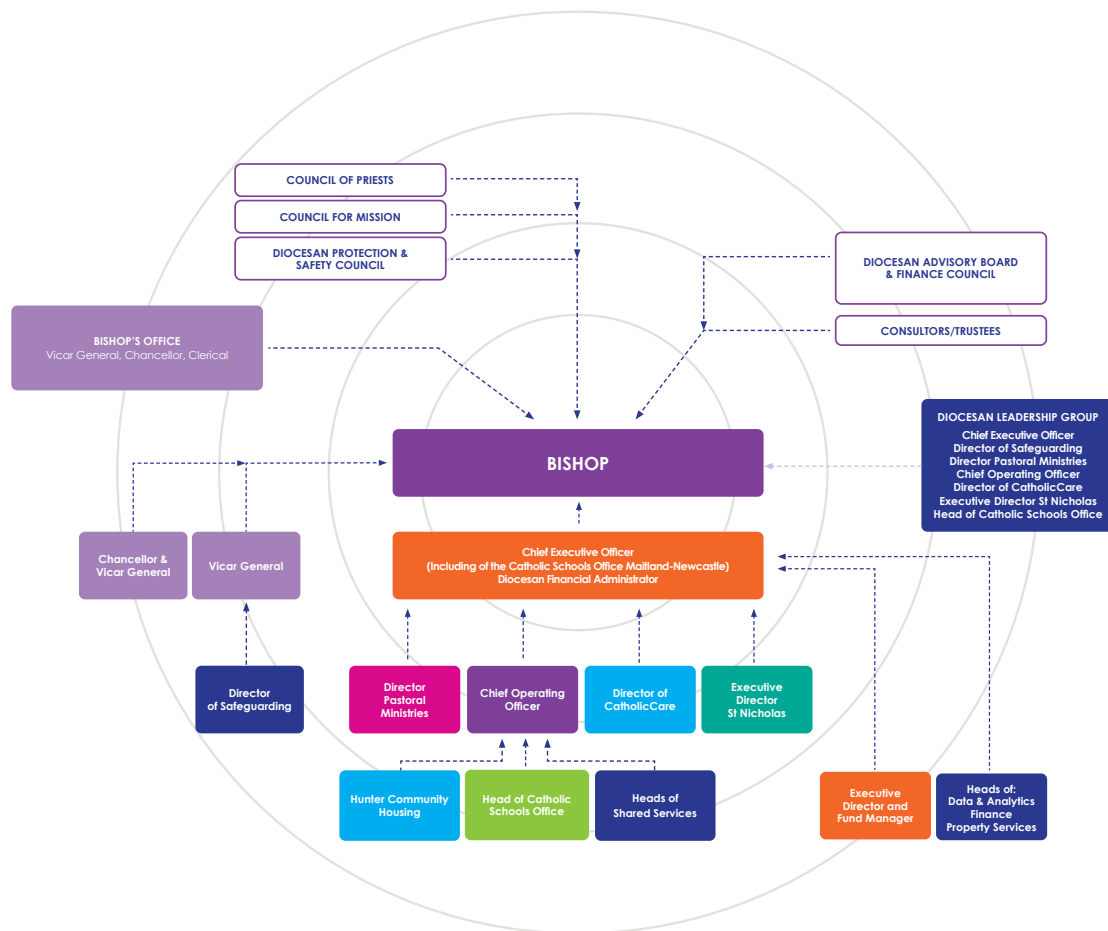 COUNCIL OF PRIESTS
COUNCIL FOR MISSION
DIOCESAN PROTECTION &
SAFETY COUNCIL
DIOCESAN ADVISORY BOARD
& FINANCE COUNCIL
CONSULTORS/TRUSTEES
BISHOP'S OFFICE
Vicar General, Chancellor, Clerical
DIOCESAN LEADERSHIP GROUP
Chief Executive Officer
Director of Safeguarding
Director Pastoral Ministries
Chief Operating Officer
Director of CatholicCare
Executive Director St Nicholas
Head of Catholic Schools Office
BISHOP
Chancellor &
Vicar General
Vicar General
Chief Executive Officer
(Including of the Catholic Schools Office Maitland-Newcastle)
Diocesan Financial Administrator
Director
of Safeguarding
Director
Pastoral
Ministries
Chief Operating
Officer
Director of
CatholicCare
Executive
Director
St Nicholas
Hunter Community
Housing
Head of Catholic
Schools Office
Heads of
Shared Services
Executive
Director and
Fund Manager
Heads of:
Data & Analytics
Finance
Property Services